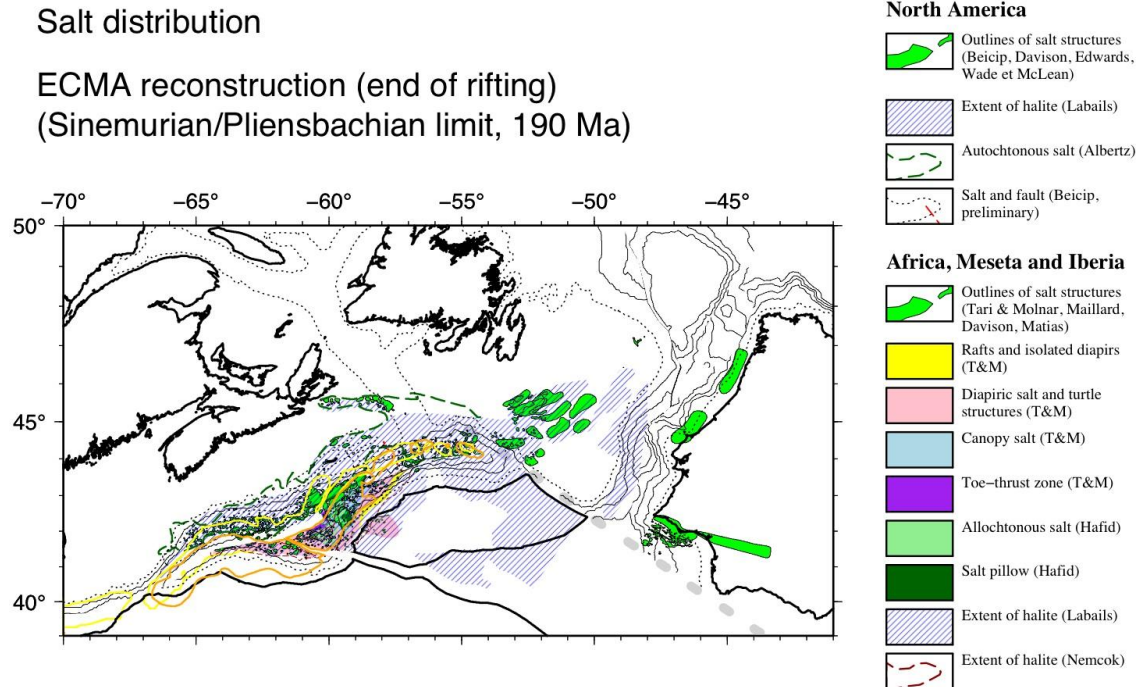 Salt distribution
ECMA reconstruction (end of rifting)
(Sinemurian/Pliensbachian limit, 190 Ma)
−70° −65° −60° −55° −50° −45°
50°
45°
40°
North America
Outlines of salt structures
(Beicip, Davison, Edwards,
Wade et McLean)
Extent of halite (Labails)
Autochtonous salt (Albertz)
Salt and fault (Beicip,
preliminary)
Africa, Meseta and Iberia
Outlines of salt structures
(Tari & Molnar, Maillard,
Davison, Matias)
Rafts and isolated diapirs
(T&M)
Diapiric salt and turtle
structures (T&M)
Canopy salt (T&M)
Toe−thrust zone (T&M)
Allochtonous salt (Hafid)
Salt pillow (Hafid)
Extent of halite (Labails)
Extent of halite (Nemcok)